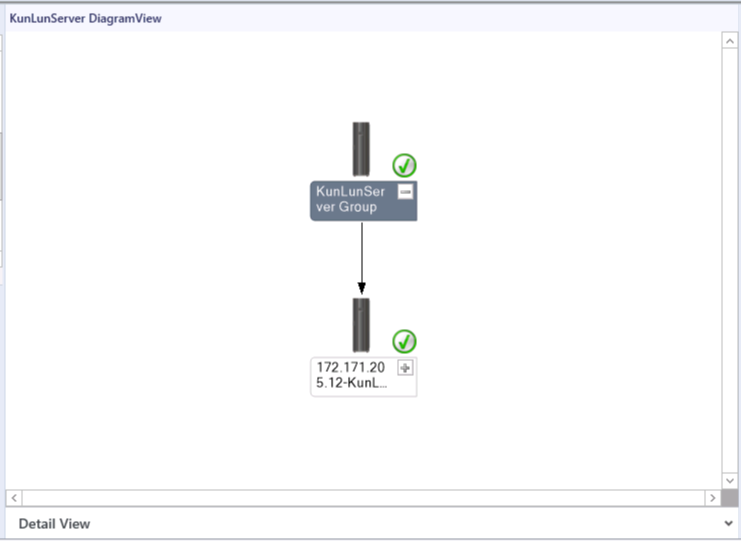 KunLunServer DiagramView
KunLunSer
ver Group
172.171.20
5.12-KunL...
Detail View